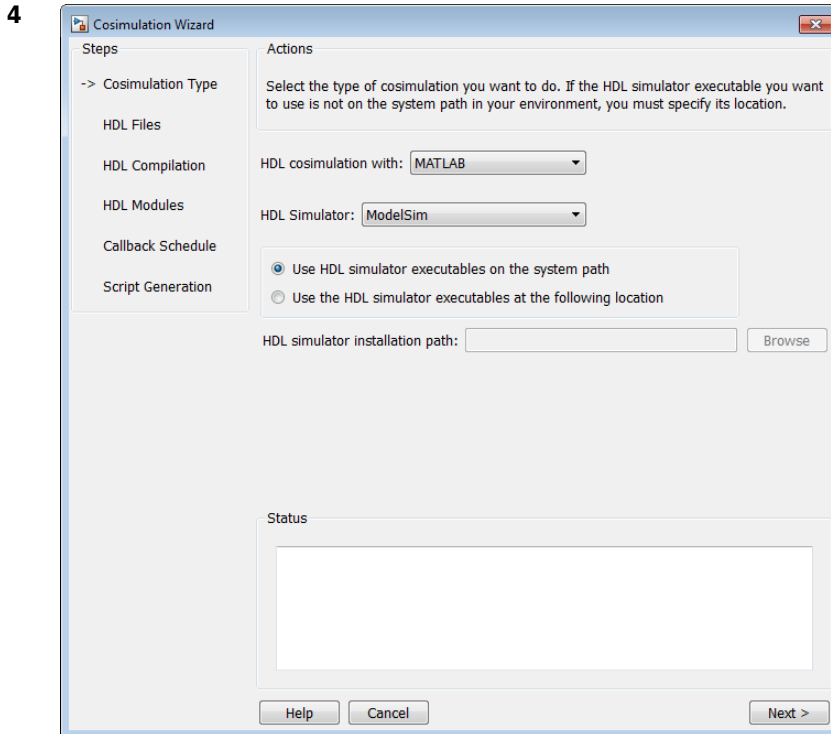 4
Cosimulation Wizard
Steps
-> Cosimulation Type
HDL Files
HDL Compilation
HDL Modules
Callback Schedule
Script Generation
Actions
Select the type of cosimulation you want to do. If the HDL simulator executable you want
to use is not on the system path in your environment, you must specify its location.
HDL cosimulation with: MATLAB
HDL Simulator: ModelSim
Use HDL simulator executables on the system path
Use the HDL simulator executables at the following location
HDL simulator installation path: Browse
Status
Help Cancel Next >